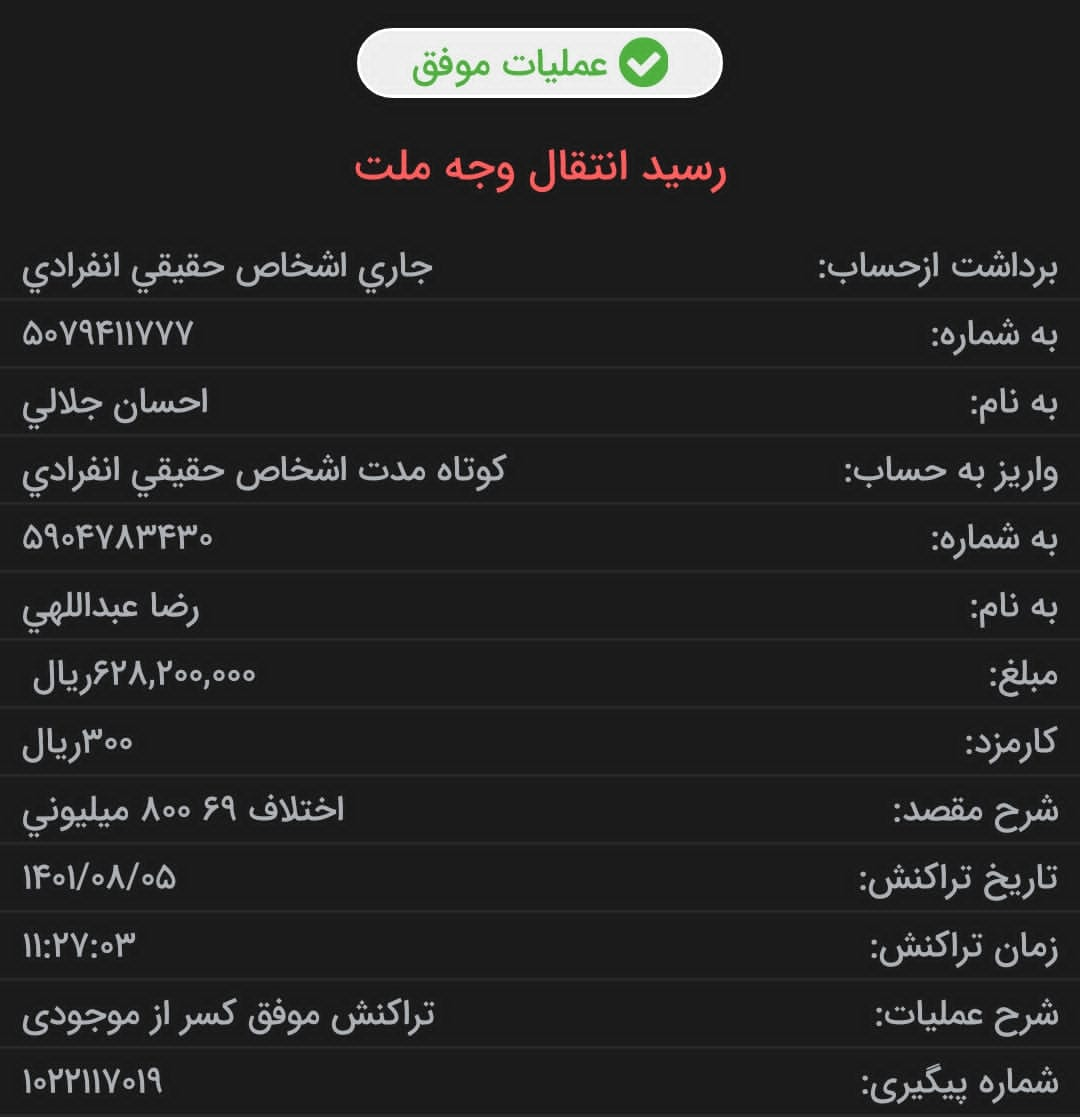 عملیات موفق
رسید انتقال وجه ملت
برداشت ازحساب: جاري اشخاص حقيقي انفرادي
به شماره: ۵۰۷۹۴۱۱۷۷۷
به نام: احسان جلالي
واریز به حساب: کوتاه مدت اشخاص حقيقي انفرادي
به شماره: ۵۹۰۴۷۸۳۴۳۰
به نام: رضا عبداللهي
مبلغ: ۶۲۸,۲۰۰,۰۰۰ریال
کارمزد: ۳۰۰ریال
شرح مقصد: اختلاف ۶۹ ۸۰۰ میلیوني
تاریخ تراکنش: ۱۴۰۱/۰۸/۰۵
زمان تراکنش: ۱۱:۲۷:۰۳
شرح عملیات: تراکنش موفق کسر از موجودی
شماره پیگیری: ۱۰۲۲۱۱۷۰۱۹